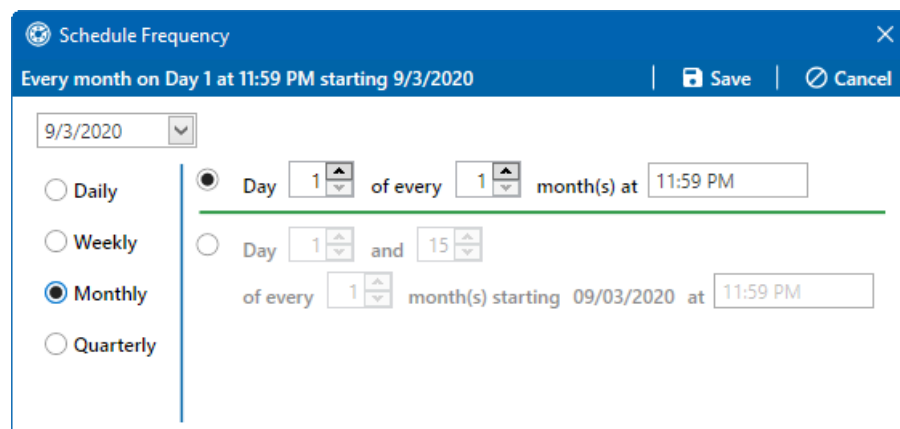 Schedule Frequency
Every month on Day 1 at 11:59 PM starting 9/3/2020 Save Cancel
9/3/2020
Daily
Weekly
Monthly
Quarterly
Day 1 of every 1 month(s) at 11:59 PM
Day 1 and 15
of every 1 month(s) starting 09/03/2020 at 11:59 PM